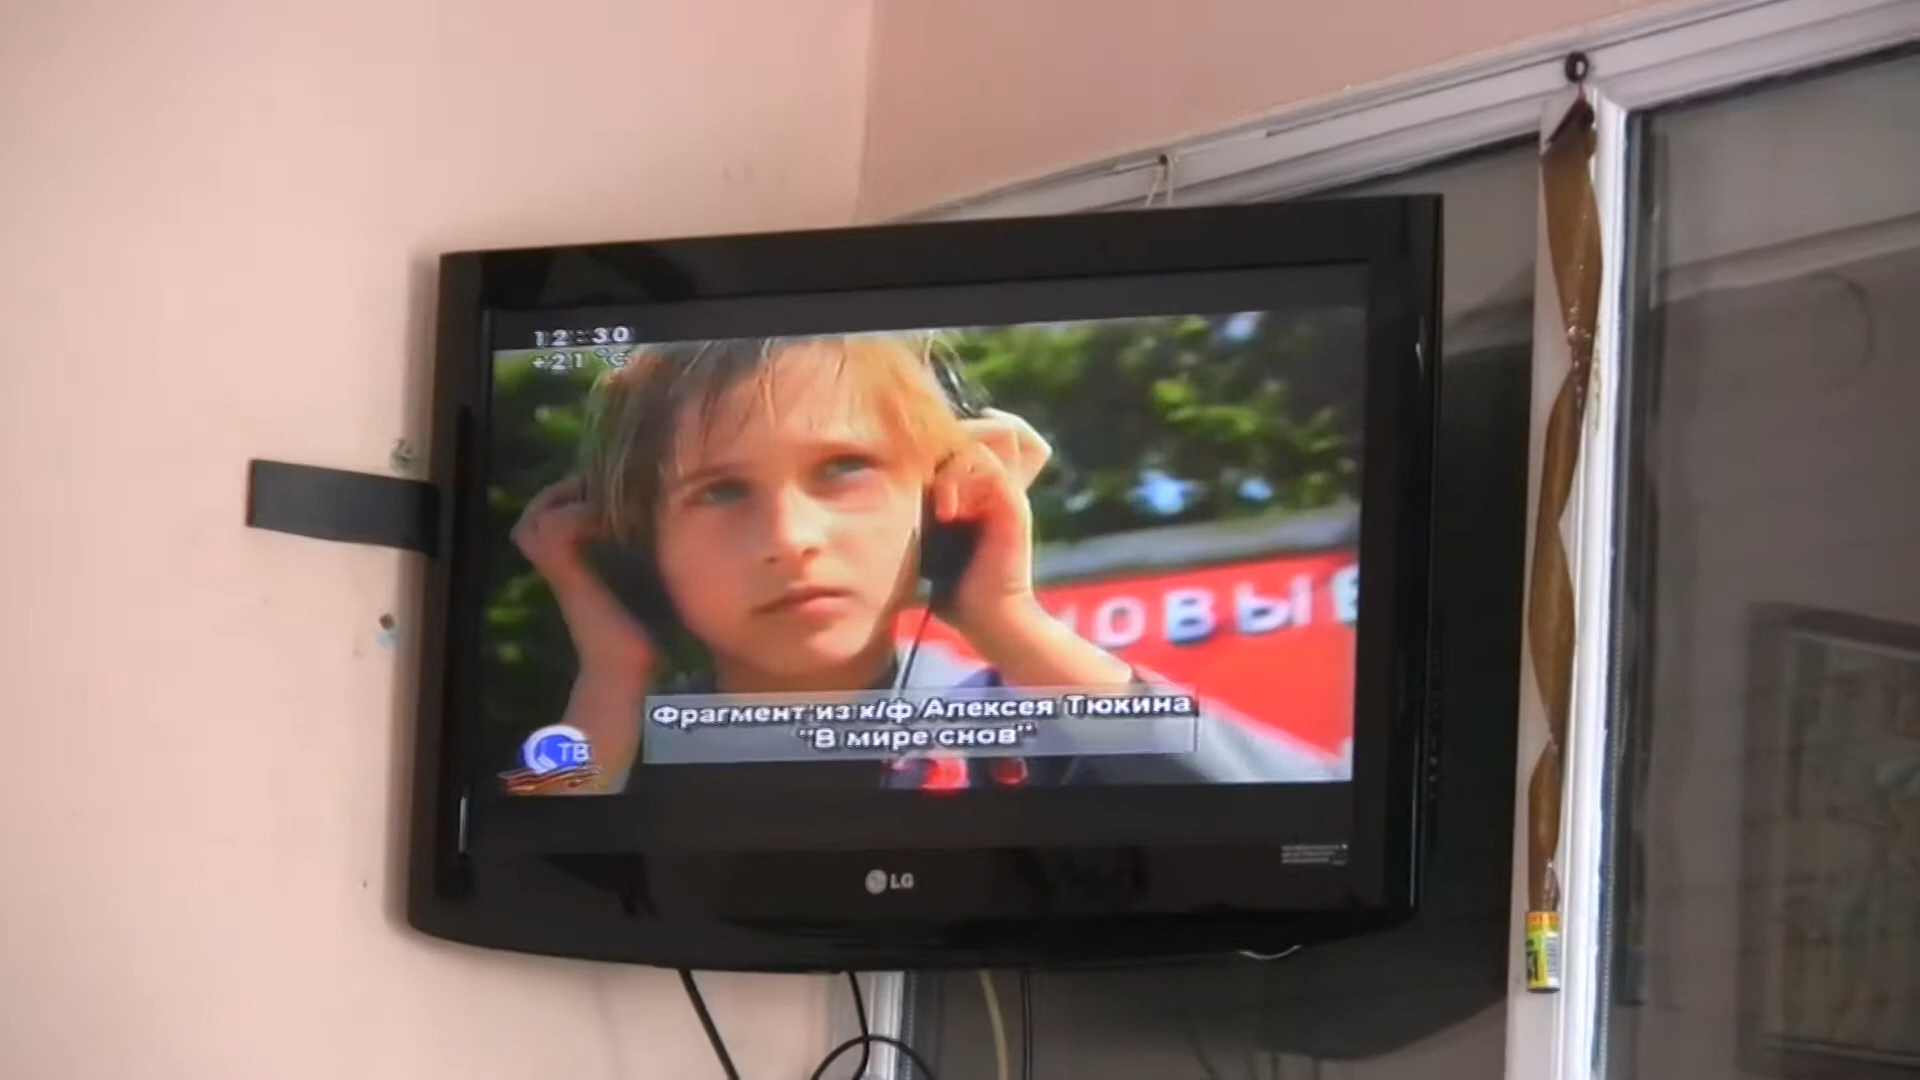 12:30
+21°C
НОВЫЕ
Фрагмент из к/ф Алексея Тюкина
"В мире снов"
ТВ
LG